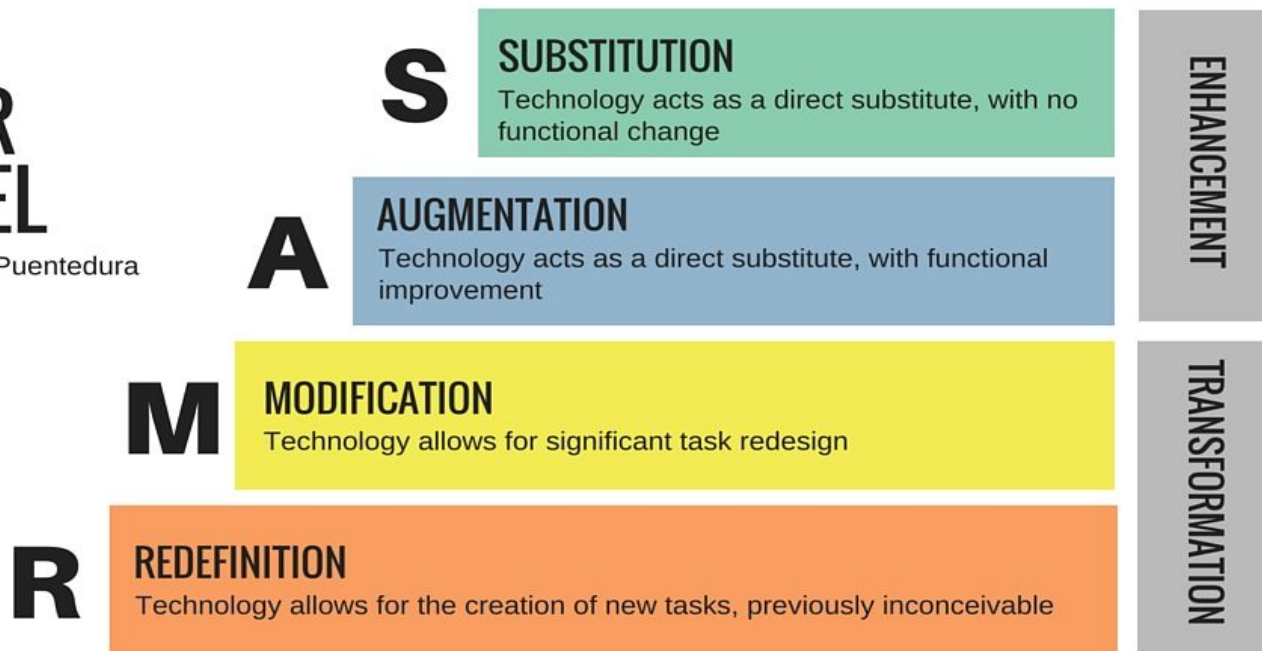 R
EL
Puentedura
S
SUBSTITUTION
Technology acts as a direct substitute, with no
functional change
A
AUGMENTATION
Technology acts as a direct substitute, with functional
improvement
M
MODIFICATION
Technology allows for significant task redesign
R
REDEFINITION
Technology allows for the creation of new tasks, previously inconceivable
ENHANCEMENT
TRANSFORMATION